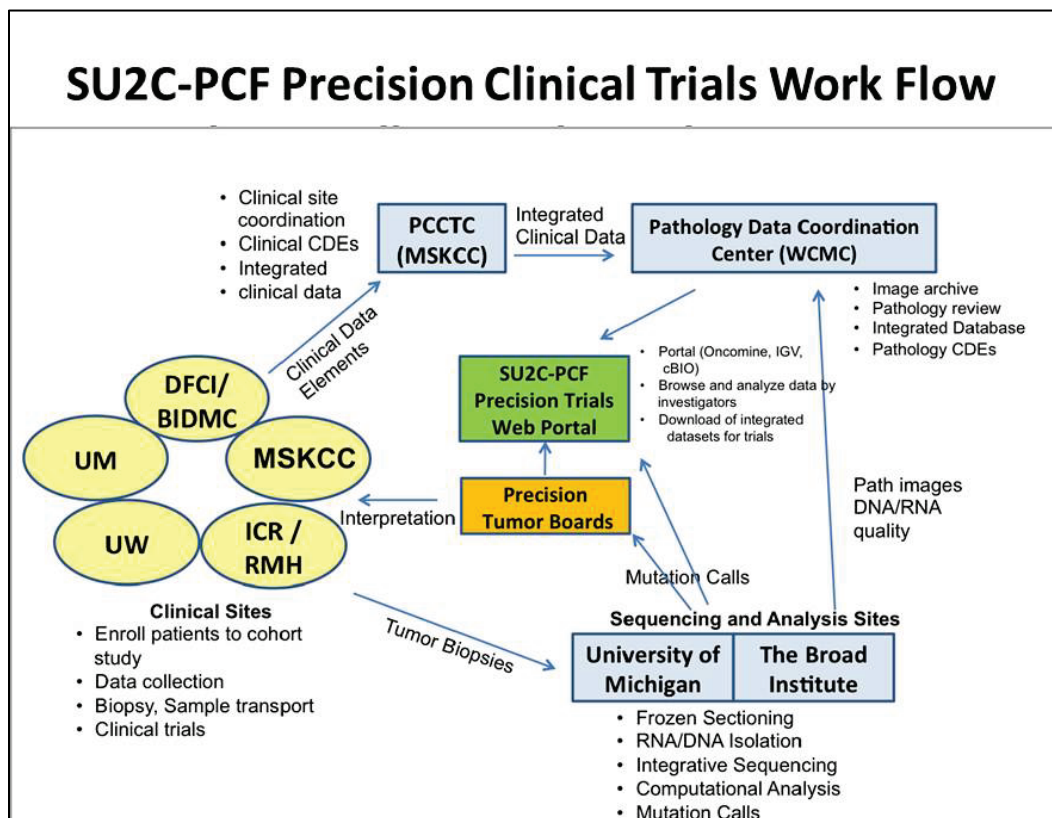 SU2C-PCF Precision Clinical Trials Work Flow
• Clinical site
coordination
• Clinical CDEs
• Integrated
• clinical data
PCCTC
(MSKCC)
Integrated
Clinical Data
Pathology Data Coordination
Center (WCMC)
• Image archive
• Pathology review
• Integrated Database
• Pathology CDEs
Clinical Data
Elements
SU2C-PCF
Precision Trials
Web Portal
• Portal (Oncomine, IGV,
cBIO)
• Browse and analyze data by
investigators
• Download of integrated
datasets for trials
DFCI/
BIDMC
UM
MSKCC
UW
ICR /
RMH
Interpretation
Precision
Tumor Boards
Path images
DNA/RNA
quality
Mutation Calls
Clinical Sites
• Enroll patients to cohort
study
• Data collection
• Biopsy, Sample transport
• Clinical trials
Tumor Biopsies
Sequencing and Analysis Sites
University of
Michigan
The Broad
Institute
• Frozen Sectioning
• RNA/DNA Isolation
• Integrative Sequencing
• Computational Analysis
• Mutation Calls